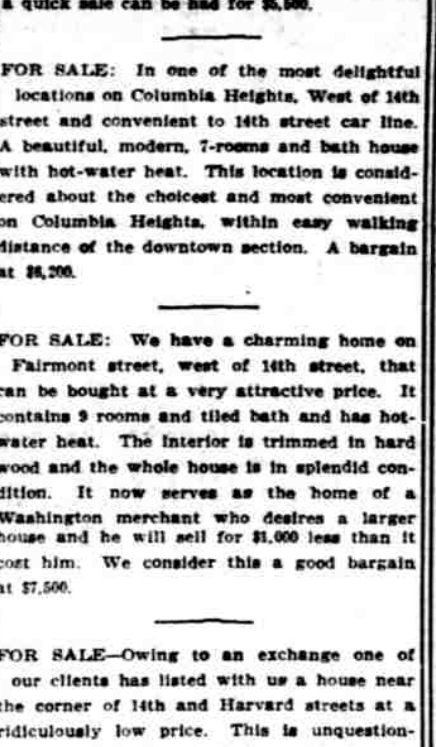 a quick sale can be had for $5,500.
FOR SALE: In one of the most delightful
locations on Columbia Heights, West of 14th
street and convenient to 14th street car line.
A beautiful, modern, 7-rooms and bath house
with hot-water heat. This location is consid-
ered about the choicest and most convenient
on Columbia Heights, within easy walking
distance of the downtown section. A bargain
at $6,200.
FOR SALE: We have a charming home on
Fairmont street, west of 14th street, that
can be bought at a very attractive price. It
contains 9 rooms and tiled bath and has hot-
water heat. The interior is trimmed in hard
wood and the whole house is in splendid con-
dition. It now serves as the home of a
Washington merchant who desires a larger
house and he will sell for $1,000 less than it
cost him. We consider this a good bargain
at $7,500.
FOR SALE—Owing to an exchange one of
our clients has listed with us a house near
the corner of 14th and Harvard streets at a
ridiculously low price. This is unquestion-